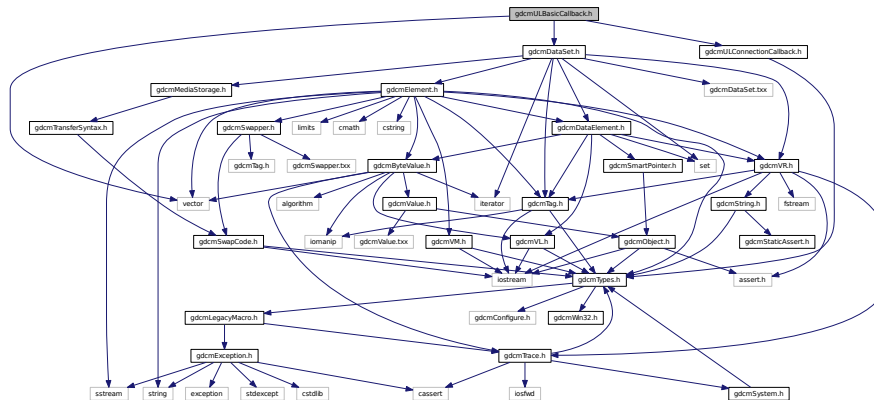 gdcmULBasicCallback.h
gdcmDataSet.h
gdcmULConnectionCallback.h
gdcmMediaStorage.h
gdcmElement.h
gdcmDataSet.txx
gdcmTransferSyntax.h
gdcmSwapper.h
limits
cmath
cstring
gdcmDataElement.h
gdcmTag.h
gdcmSwapper.txx
gdcmByteValue.h
gdcmSmartPointer.h
set
gdcmVR.h
vector
algorithm
gdcmValue.h
iterator
gdcmTag.h
gdcmString.h
fstream
gdcmSwapCode.h
iomanip
gdcmValue.txx
gdcmVM.h
gdcmVL.h
gdcmObject.h
gdcmStaticAssert.h
iostream
gdcmTypes.h
assert.h
gdcmLegacyMacro.h
gdcmConfigure.h
gdcmWin32.h
gdcmException.h
gdcmTrace.h
sstream
string
exception
stdexcept
cstdlib
cassert
iosfwd
gdcmSystem.h